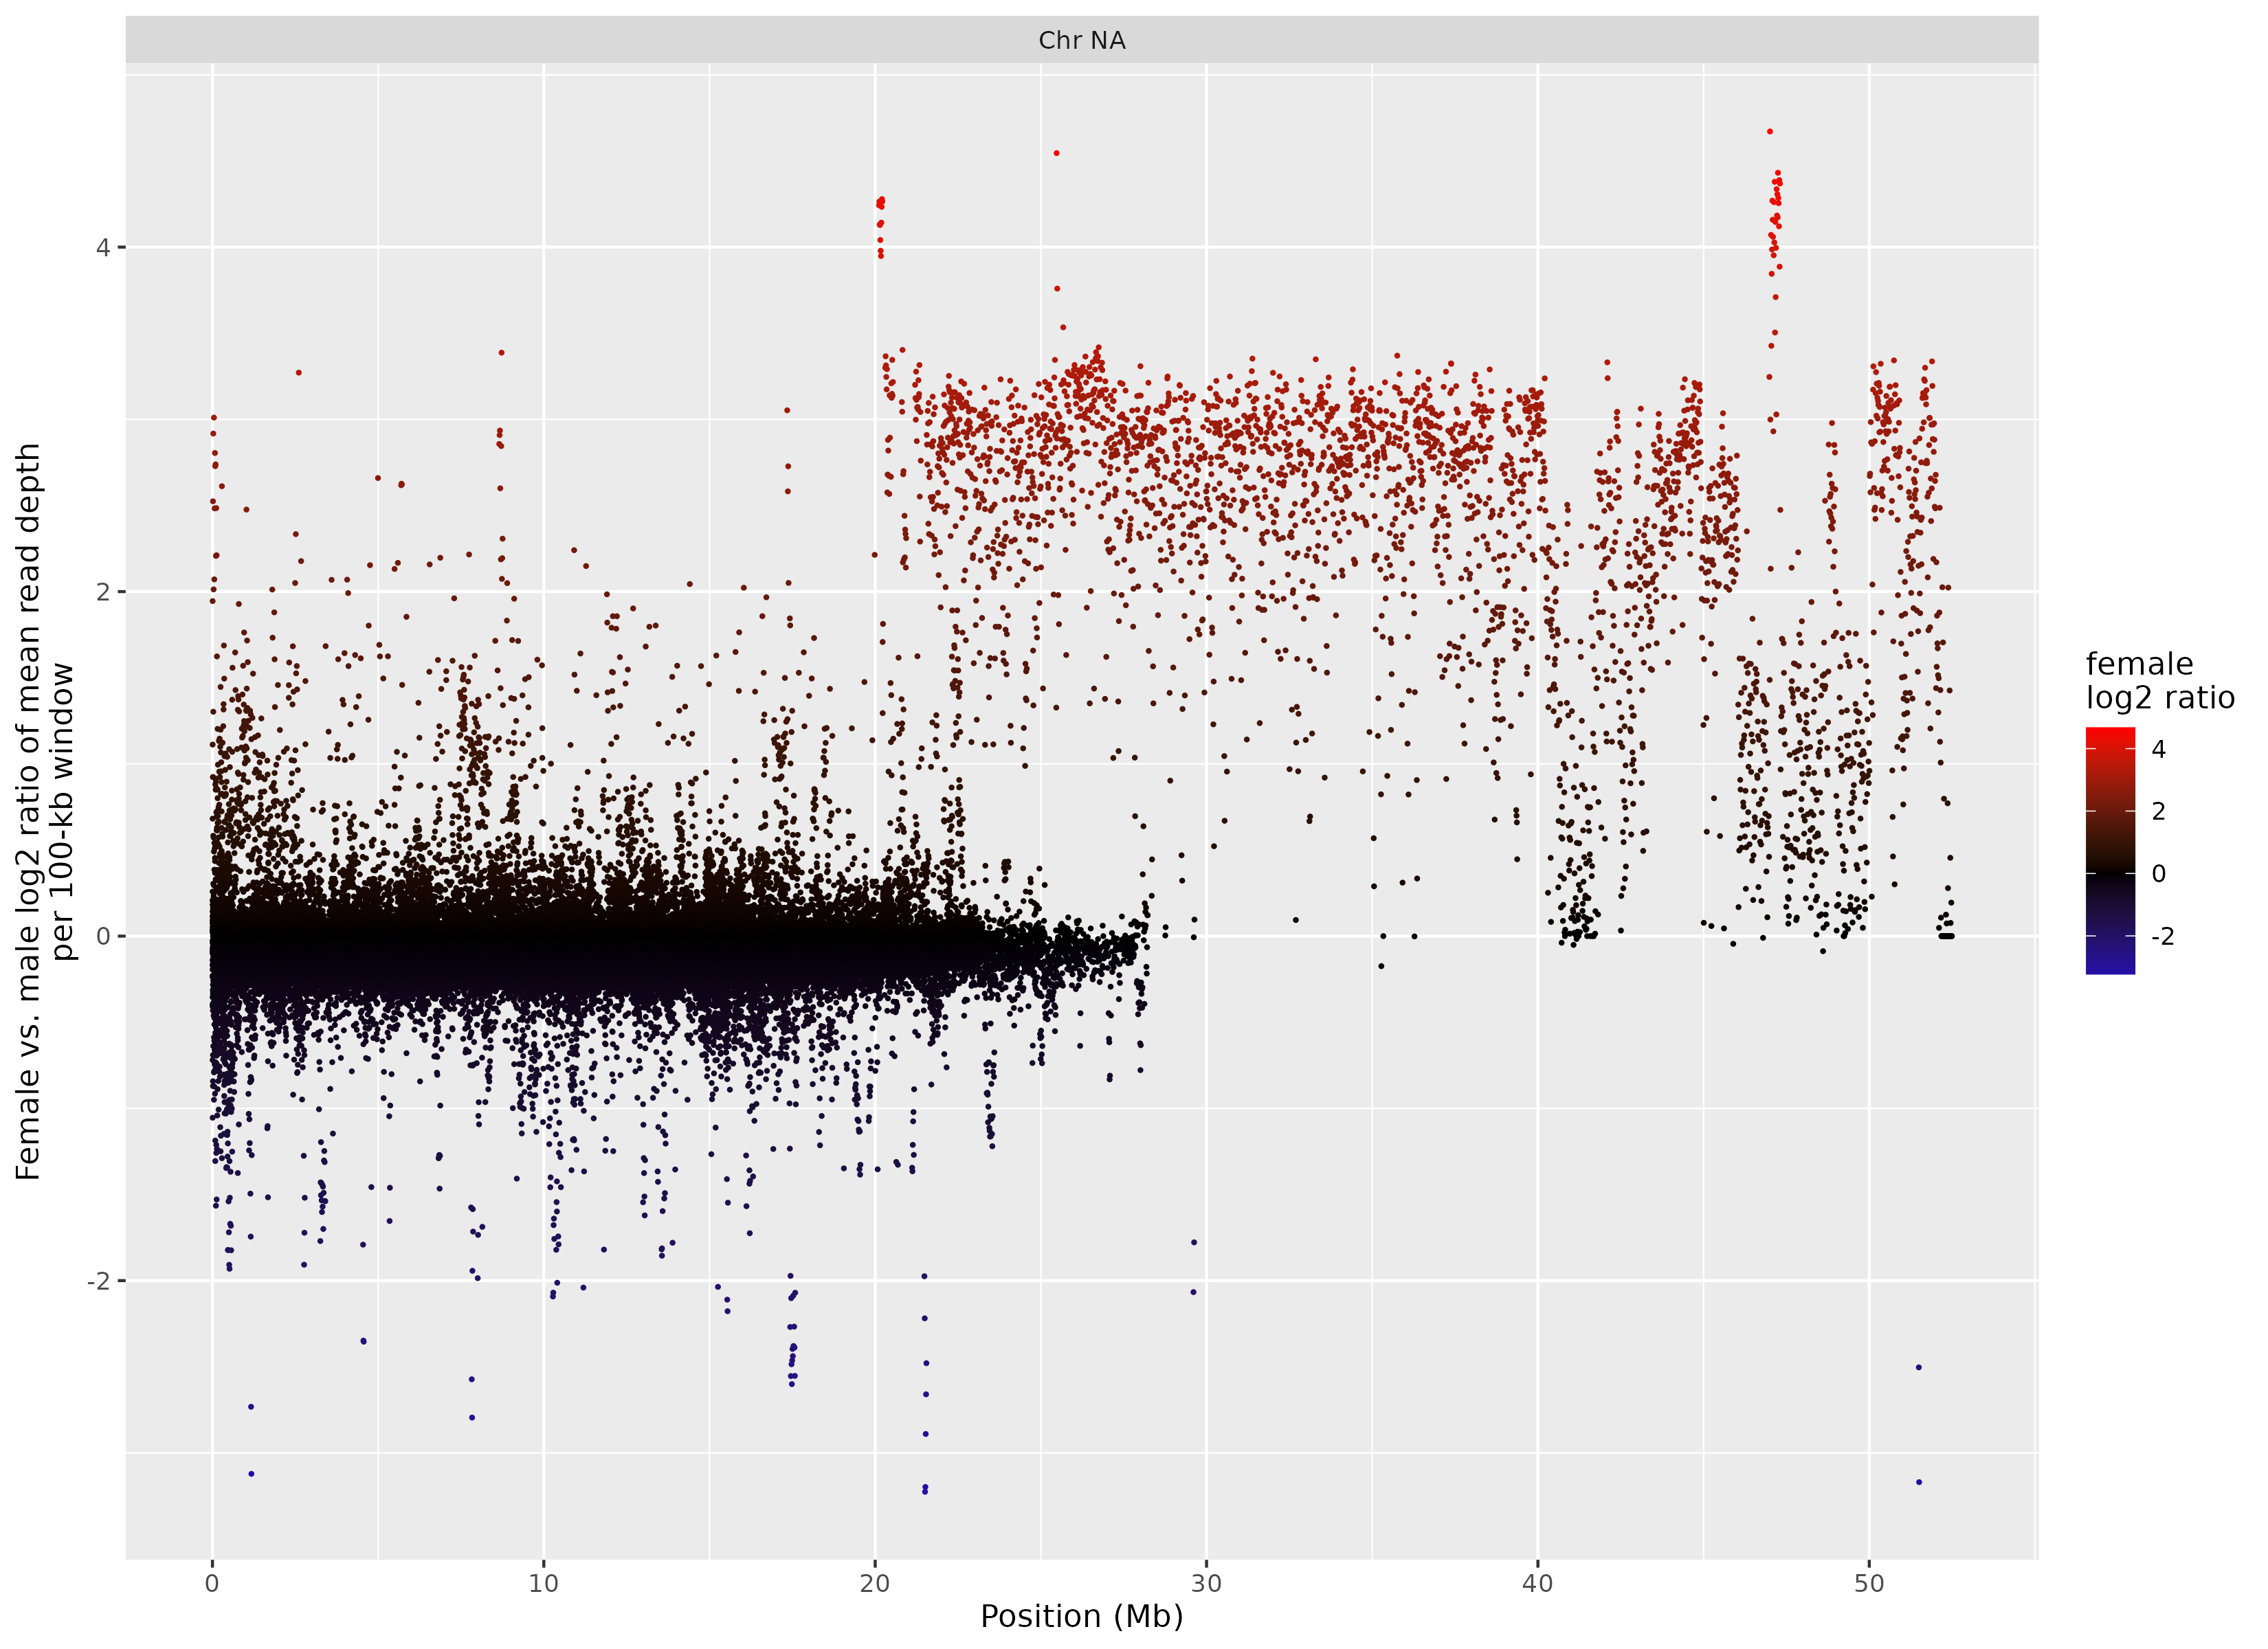 Chr NA
Female vs. male log2 ratio of mean read depth
per 100-kb window
4
2
0
-2
0
10
20
30
40
50
Position (Mb)
female
log2 ratio
4
2
0
-2